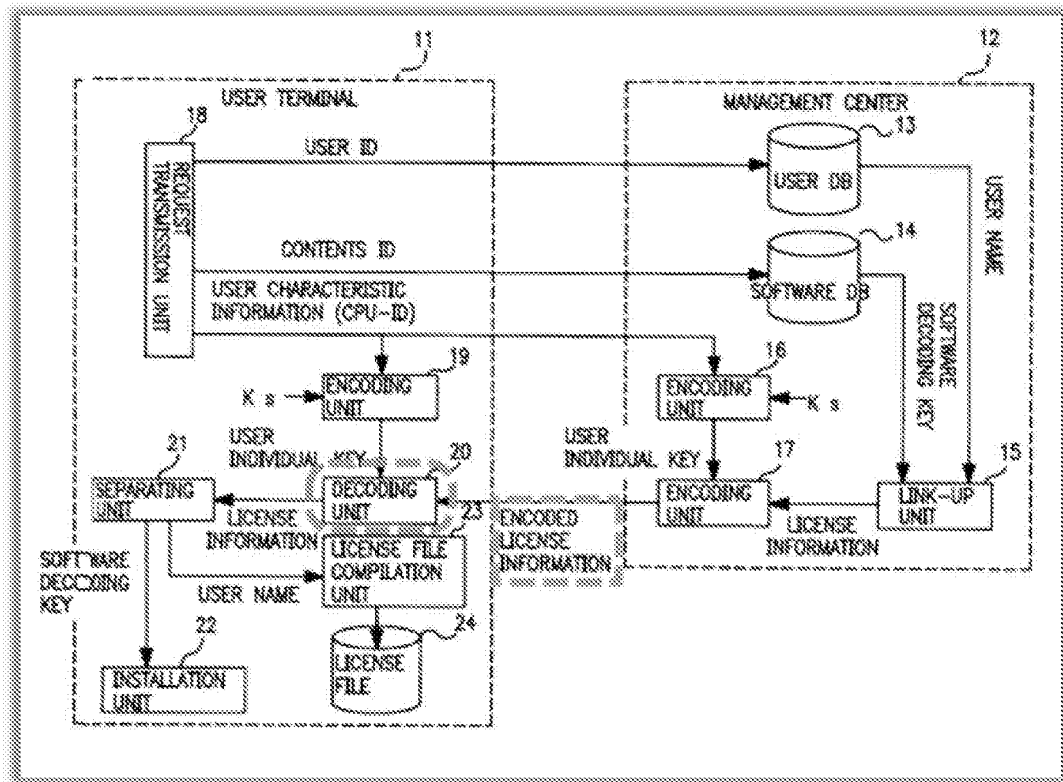 11
12
USER TERMINAL
MANAGEMENT CENTER
18
REQUEST
TRANSMISSION UNIT
USER ID
13
USER DB
USER NAME
CONTENTS ID
14
SOFTWARE DB
USER CHARACTERISTIC
INFORMATION (CPU-ID)
SOFTWARE
DECODING KEY
19
ENCODING
UNIT
K s
16
ENCODING
UNIT
K s
USER
INDIVIDUAL KEY
USER
INDIVIDUAL KEY
21
SEPARATING
UNIT
20
DECODING
UNIT
17
ENCODING
UNIT
15
LINK-UP
UNIT
LICENSE
INFORMATION
ENCODED
LICENSE
INFORMATION
LICENSE
INFORMATION
23
LICENSE FILE
COMPILATION
UNIT
SOFTWARE
DECODING
KEY
USER NAME
22
INSTALLATION
UNIT
24
LICENSE
FILE